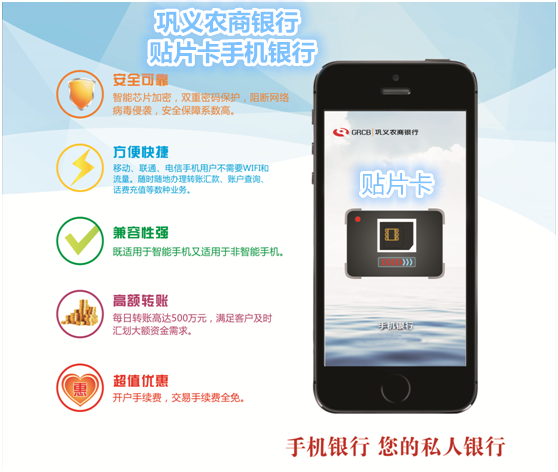 巩义农商银行
贴片卡手机银行
安全可靠
智能芯片加密，双重密码保护，阻断网络
病毒侵袭，安全保障系数高。
方便快捷
移动、联通、电信手机用户不需要WIFI和
流量。随时随地办理转账汇款、账户查询、
话费充值等数种业务。
兼容性强
既适用于智能手机又适用于非智能手机。
高额转账
每日转账高达500万元，满足客户及时
汇划大额资金需求。
惠
超值优惠
开户手续费，交易手续费全免。
GRCB 巩义农商银行
贴片卡
手机银行
手机银行 您的私人银行